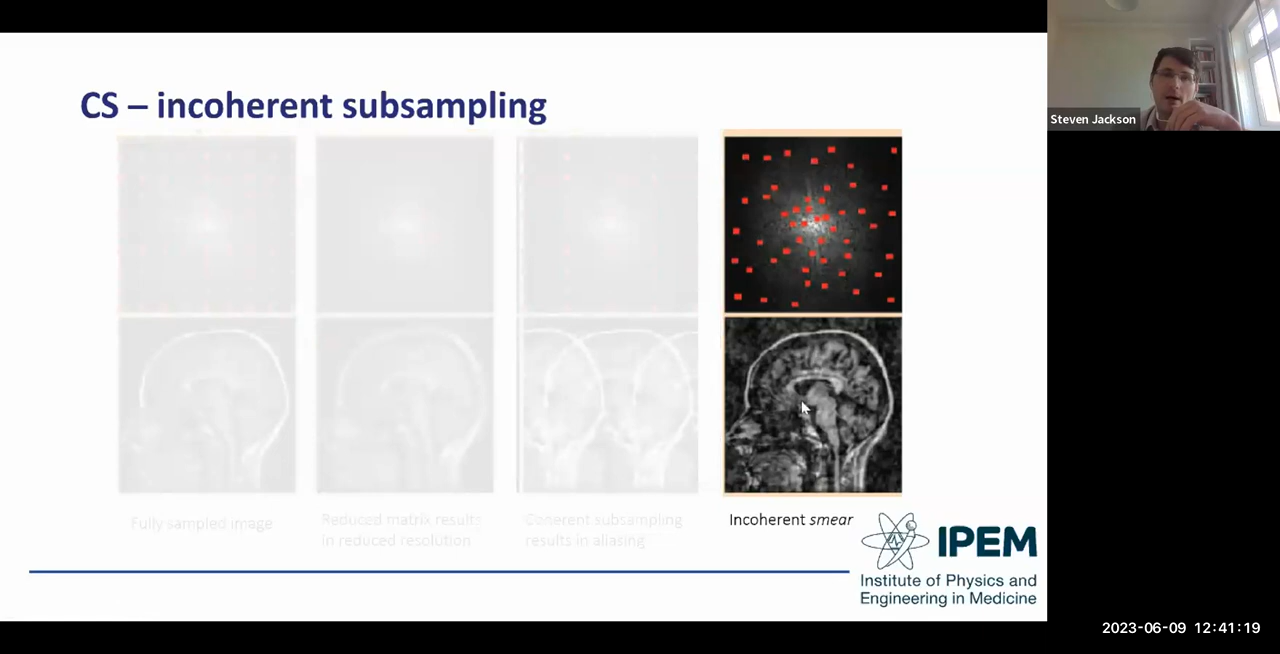 CS – incoherent subsampling
Steven Jackson
Fully sampled image
Reduced matrix results
in reduced resolution
Coherent subsampling
results in aliasing
Incoherent smear
IPEM
Institute of Physics and
Engineering in Medicine
2023-06-09 12:41:19